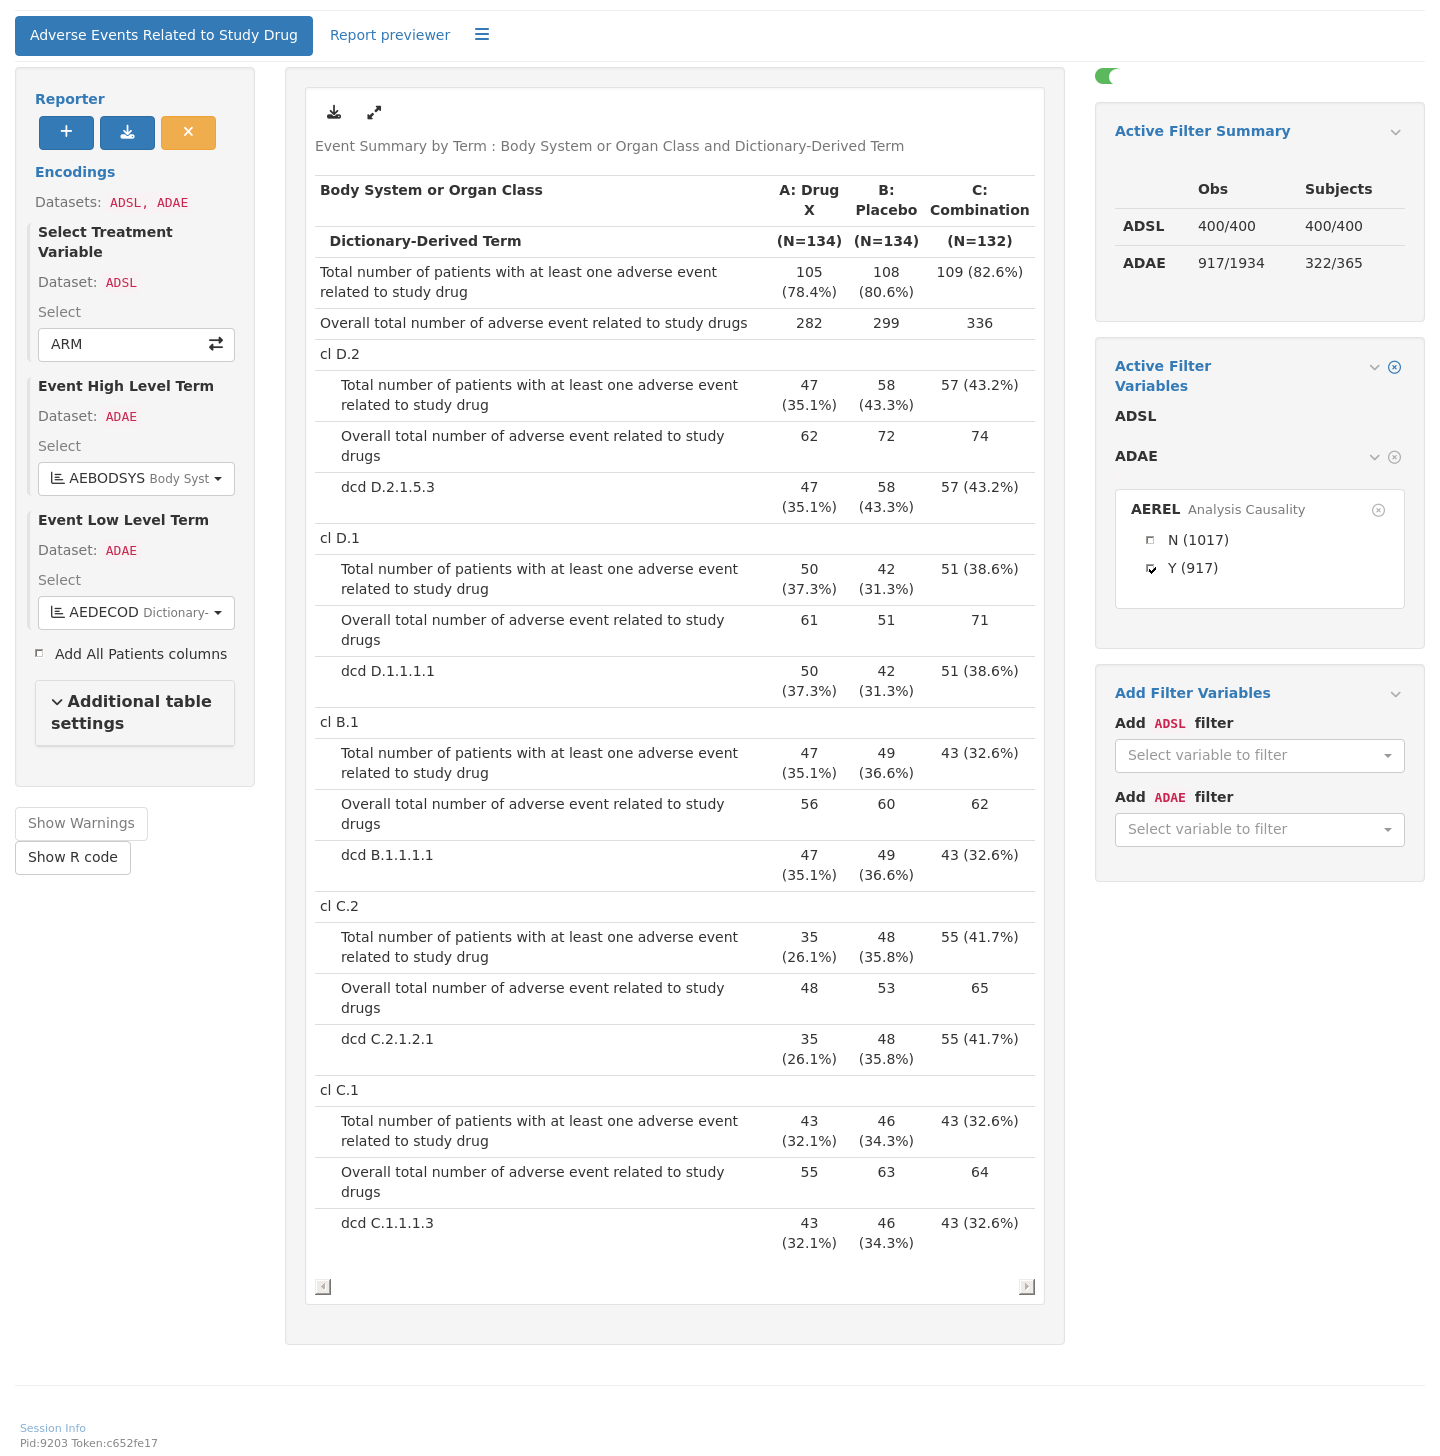 Adverse Events Related to Study Drug
Report previewer
Reporter
Encodings
Datasets: ADSL, ADAE
Select Treatment
Variable
Dataset: ADSL
Select
ARM
Event High Level Term
Dataset: ADAE
Select
AEBODSYS Body Syst
Event Low Level Term
Dataset: ADAE
Select
AEDECOD Dictionary-
Add All Patients columns
Additional table
settings
Show Warnings
Show R code
Event Summary by Term : Body System or Organ Class and Dictionary-Derived Term
Body System or Organ Class A: Drug B: C:
X Placebo Combination
Dictionary-Derived Term (N=134) (N=134) (N=132)
Total number of patients with at least one adverse event 105 108 109 (82.6%)
related to study drug (78.4%) (80.6%)
Overall total number of adverse event related to study drugs 282 299 336
cl D.2
Total number of patients with at least one adverse event 47 58 57 (43.2%)
related to study drug (35.1%) (43.3%)
Overall total number of adverse event related to study 62 72 74
drugs
dcd D.2.1.5.3 47 58 57 (43.2%)
(35.1%) (43.3%)
cl D.1
Total number of patients with at least one adverse event 50 42 51 (38.6%)
related to study drug (37.3%) (31.3%)
Overall total number of adverse event related to study 61 51 71
drugs
dcd D.1.1.1.1 50 42 51 (38.6%)
(37.3%) (31.3%)
cl B.1
Total number of patients with at least one adverse event 47 49 43 (32.6%)
related to study drug (35.1%) (36.6%)
Overall total number of adverse event related to study 56 60 62
drugs
dcd B.1.1.1.1 47 49 43 (32.6%)
(35.1%) (36.6%)
cl C.2
Total number of patients with at least one adverse event 35 48 55 (41.7%)
related to study drug (26.1%) (35.8%)
Overall total number of adverse event related to study 48 53 65
drugs
dcd C.2.1.2.1 35 48 55 (41.7%)
(26.1%) (35.8%)
cl C.1
Total number of patients with at least one adverse event 43 46 43 (32.6%)
related to study drug (32.1%) (34.3%)
Overall total number of adverse event related to study 55 63 64
drugs
dcd C.1.1.1.3 43 46 43 (32.6%)
(32.1%) (34.3%)
Active Filter Summary
Obs Subjects
ADSL 400/400 400/400
ADAE 917/1934 322/365
Active Filter
Variables
ADSL
ADAE
AEREL Analysis Causality
N (1017)
Y (917)
Add Filter Variables
Add ADSL filter
Select variable to filter
Add ADAE filter
Select variable to filter
Session Info
Pid:9203 Token:c652fe17